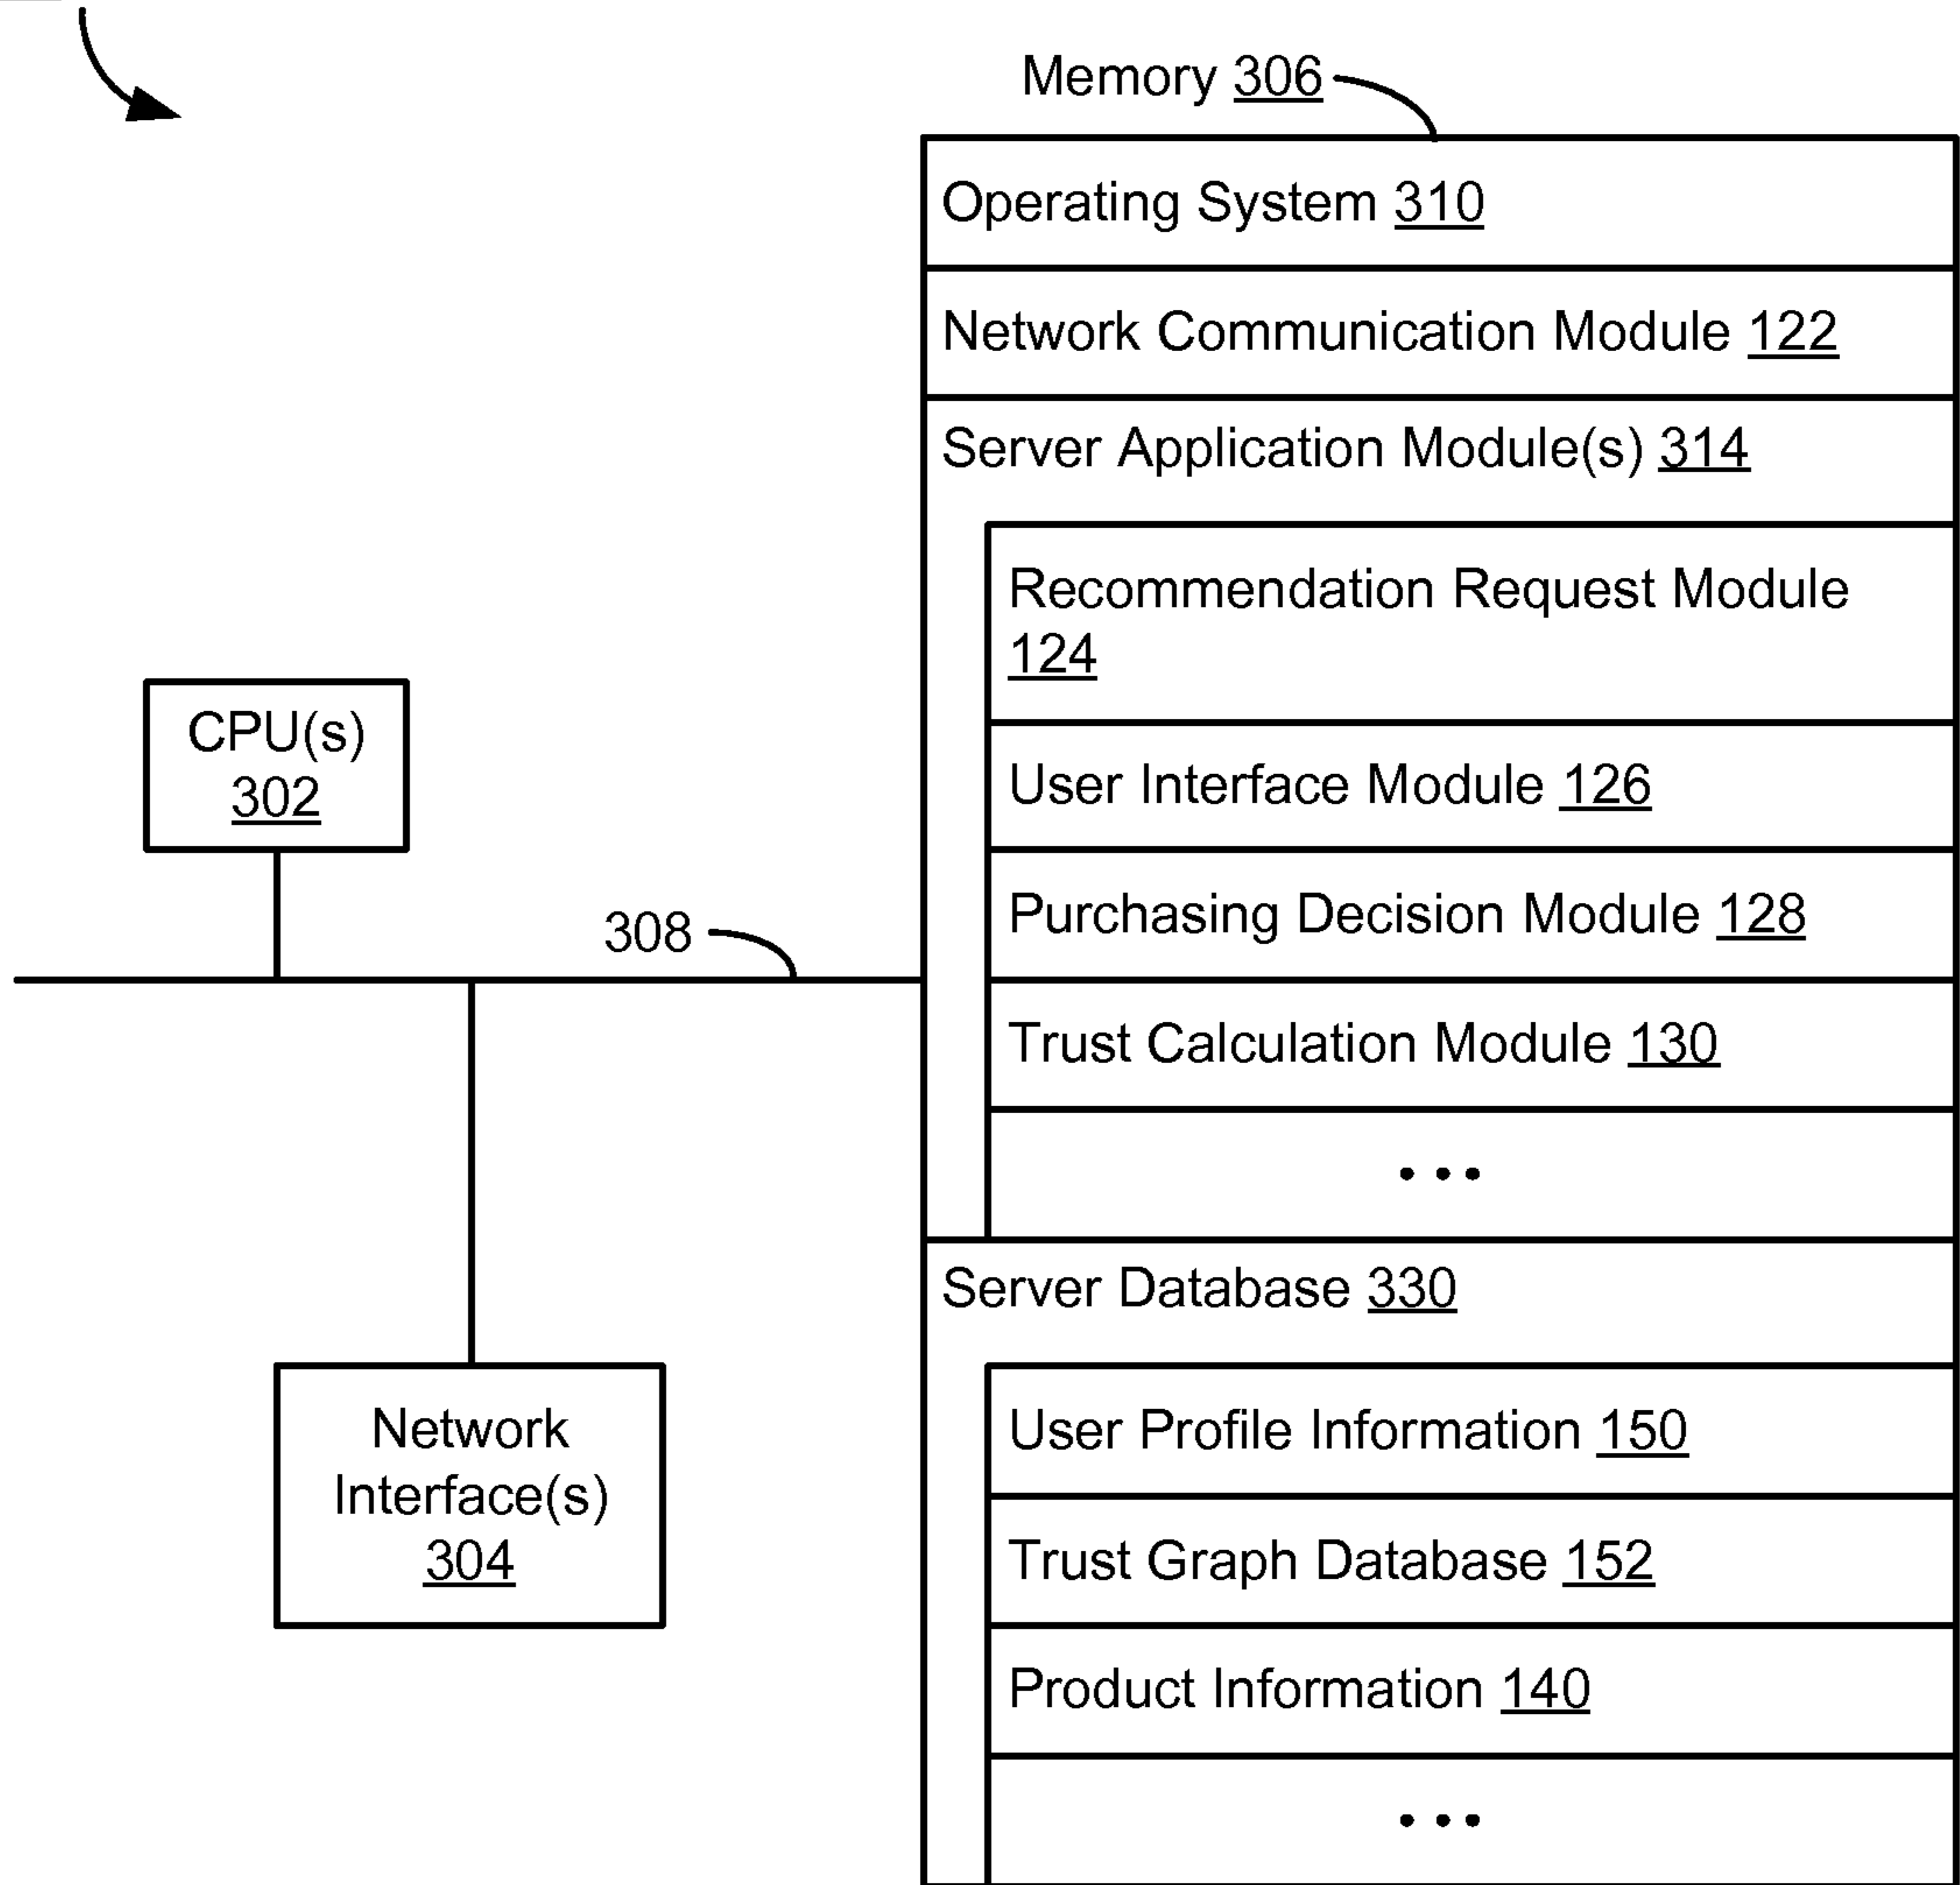 Memory 306
Operating System 310
Network Communication Module 122
Server Application Module(s) 314
Recommendation Request Module
124
User Interface Module 126
Purchasing Decision Module 128
Trust Calculation Module 130
...
Server Database 330
User Profile Information 150
Trust Graph Database 152
Product Information 140
...
CPU(s)
302
308
Network
Interface(s)
304